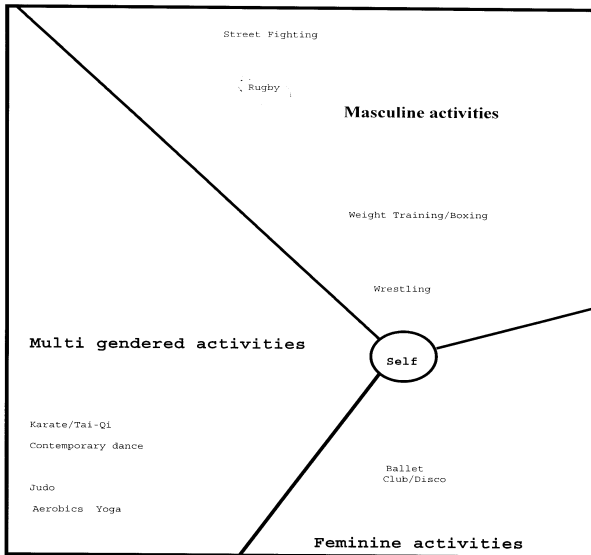 Street Fighting
Rugby
Masculine activities
Weight Training/Boxing
Wrestling
Self
Multi gendered activities
Karate/Tai-Qi
Contemporary dance
Judo
Aerobics Yoga
Ballet
Club/Disco
Feminine activities